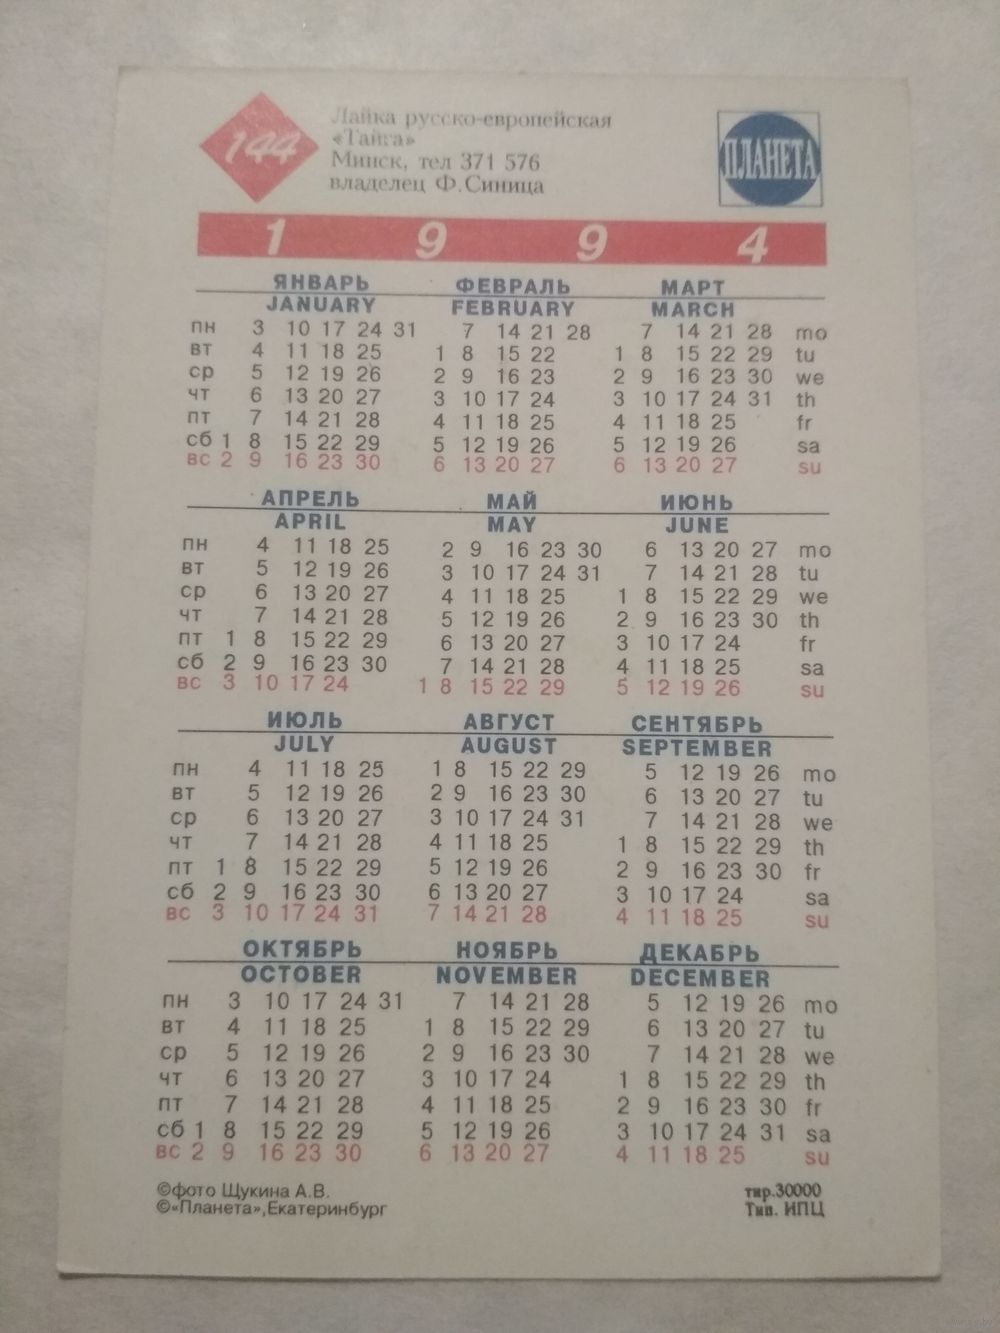 144
Лайка русско-европейская
«Тайга»
Минск, тел 371 576
владелец Ф.Синица
ПЛАНЕТА
1 9 9 4
ЯНВАРЬ ФЕВРАЛЬ МАРТ
JANUARY FEBRUARY MARCH
пн 3 10 17 24 31 7 14 21 28 7 14 21 28 mo
вт 4 11 18 25 1 8 15 22 1 8 15 22 29 tu
ср 5 12 19 26 2 9 16 23 2 9 16 23 30 we
чт 6 13 20 27 3 10 17 24 3 10 17 24 31 th
пт 7 14 21 28 4 11 18 25 4 11 18 25 fr
сб 1 8 15 22 29 5 12 19 26 5 12 19 26 sa
вс 2 9 16 23 30 6 13 20 27 6 13 20 27 su
АПРЕЛЬ МАЙ ИЮНЬ
APRIL MAY JUNE
пн 4 11 18 25 2 9 16 23 30 6 13 20 27 mo
вт 5 12 19 26 3 10 17 24 31 7 14 21 28 tu
ср 6 13 20 27 4 11 18 25 1 8 15 22 29 we
чт 7 14 21 28 5 12 19 26 2 9 16 23 30 th
пт 1 8 15 22 29 6 13 20 27 3 10 17 24 fr
сб 2 9 16 23 30 7 14 21 28 4 11 18 25 sa
вс 3 10 17 24 1 8 15 22 29 5 12 19 26 su
ИЮЛЬ АВГУСТ СЕНТЯБРЬ
JULY AUGUST SEPTEMBER
пн 4 11 18 25 1 8 15 22 29 5 12 19 26 mo
вт 5 12 19 26 2 9 16 23 30 6 13 20 27 tu
ср 6 13 20 27 3 10 17 24 31 7 14 21 28 we
чт 7 14 21 28 4 11 18 25 1 8 15 22 29 th
пт 1 8 15 22 29 5 12 19 26 2 9 16 23 30 fr
сб 2 9 16 23 30 6 13 20 27 3 10 17 24 sa
вс 3 10 17 24 31 7 14 21 28 4 11 18 25 su
ОКТЯБРЬ НОЯБРЬ ДЕКАБРЬ
OCTOBER NOVEMBER DECEMBER
пн 3 10 17 24 31 7 14 21 28 5 12 19 26 mo
вт 4 11 18 25 1 8 15 22 29 6 13 20 27 tu
ср 5 12 19 26 2 9 16 23 30 7 14 21 28 we
чт 6 13 20 27 3 10 17 24 1 8 15 22 29 th
пт 7 14 21 28 4 11 18 25 2 9 16 23 30 fr
сб 1 8 15 22 29 5 12 19 26 3 10 17 24 31 sa
вс 2 9 16 23 30 6 13 20 27 4 11 18 25 su
©фото Щукина А.В. тир.30000
©«Планета»,Екатеринбург Тип. ИПЦ